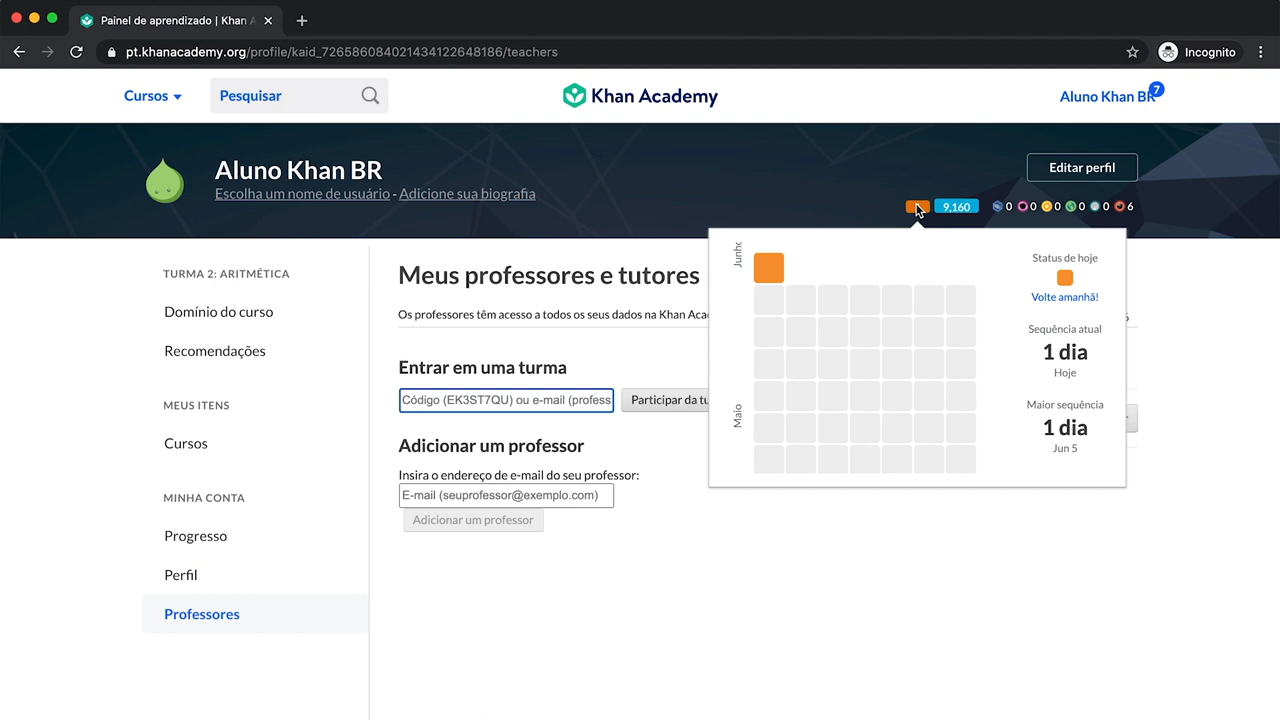 Painel de aprendizado | Khan A
pt.khanacademy.org/profile/kaid_726586084021434122648186/teachers
Incognito
Cursos
Pesquisar
Khan Academy
Aluno Khan BR
7
Aluno Khan BR
Escolha um nome de usuário - Adicione sua biografia
Editar perfil
9,160
0 0 0 0 0 6
TURMA 2: ARITMÉTICA
Domínio do curso
Recomendações
MEUS ITENS
Cursos
MINHA CONTA
Progresso
Perfil
Professores
Meus professores e tutores
Os professores têm acesso a todos os seus dados na Khan Aca
Entrar em uma turma
Código (EK3ST7QU) ou e-mail (profess
Participar da tu
Adicionar um professor
Insira o endereço de e-mail do seu professor:
E-mail (seuprofessor@exemplo.com)
Adicionar um professor
Junho
Maio
Status de hoje
Volte amanhã!
Sequência atual
1 dia
Hoje
Maior sequência
1 dia
Jun 5